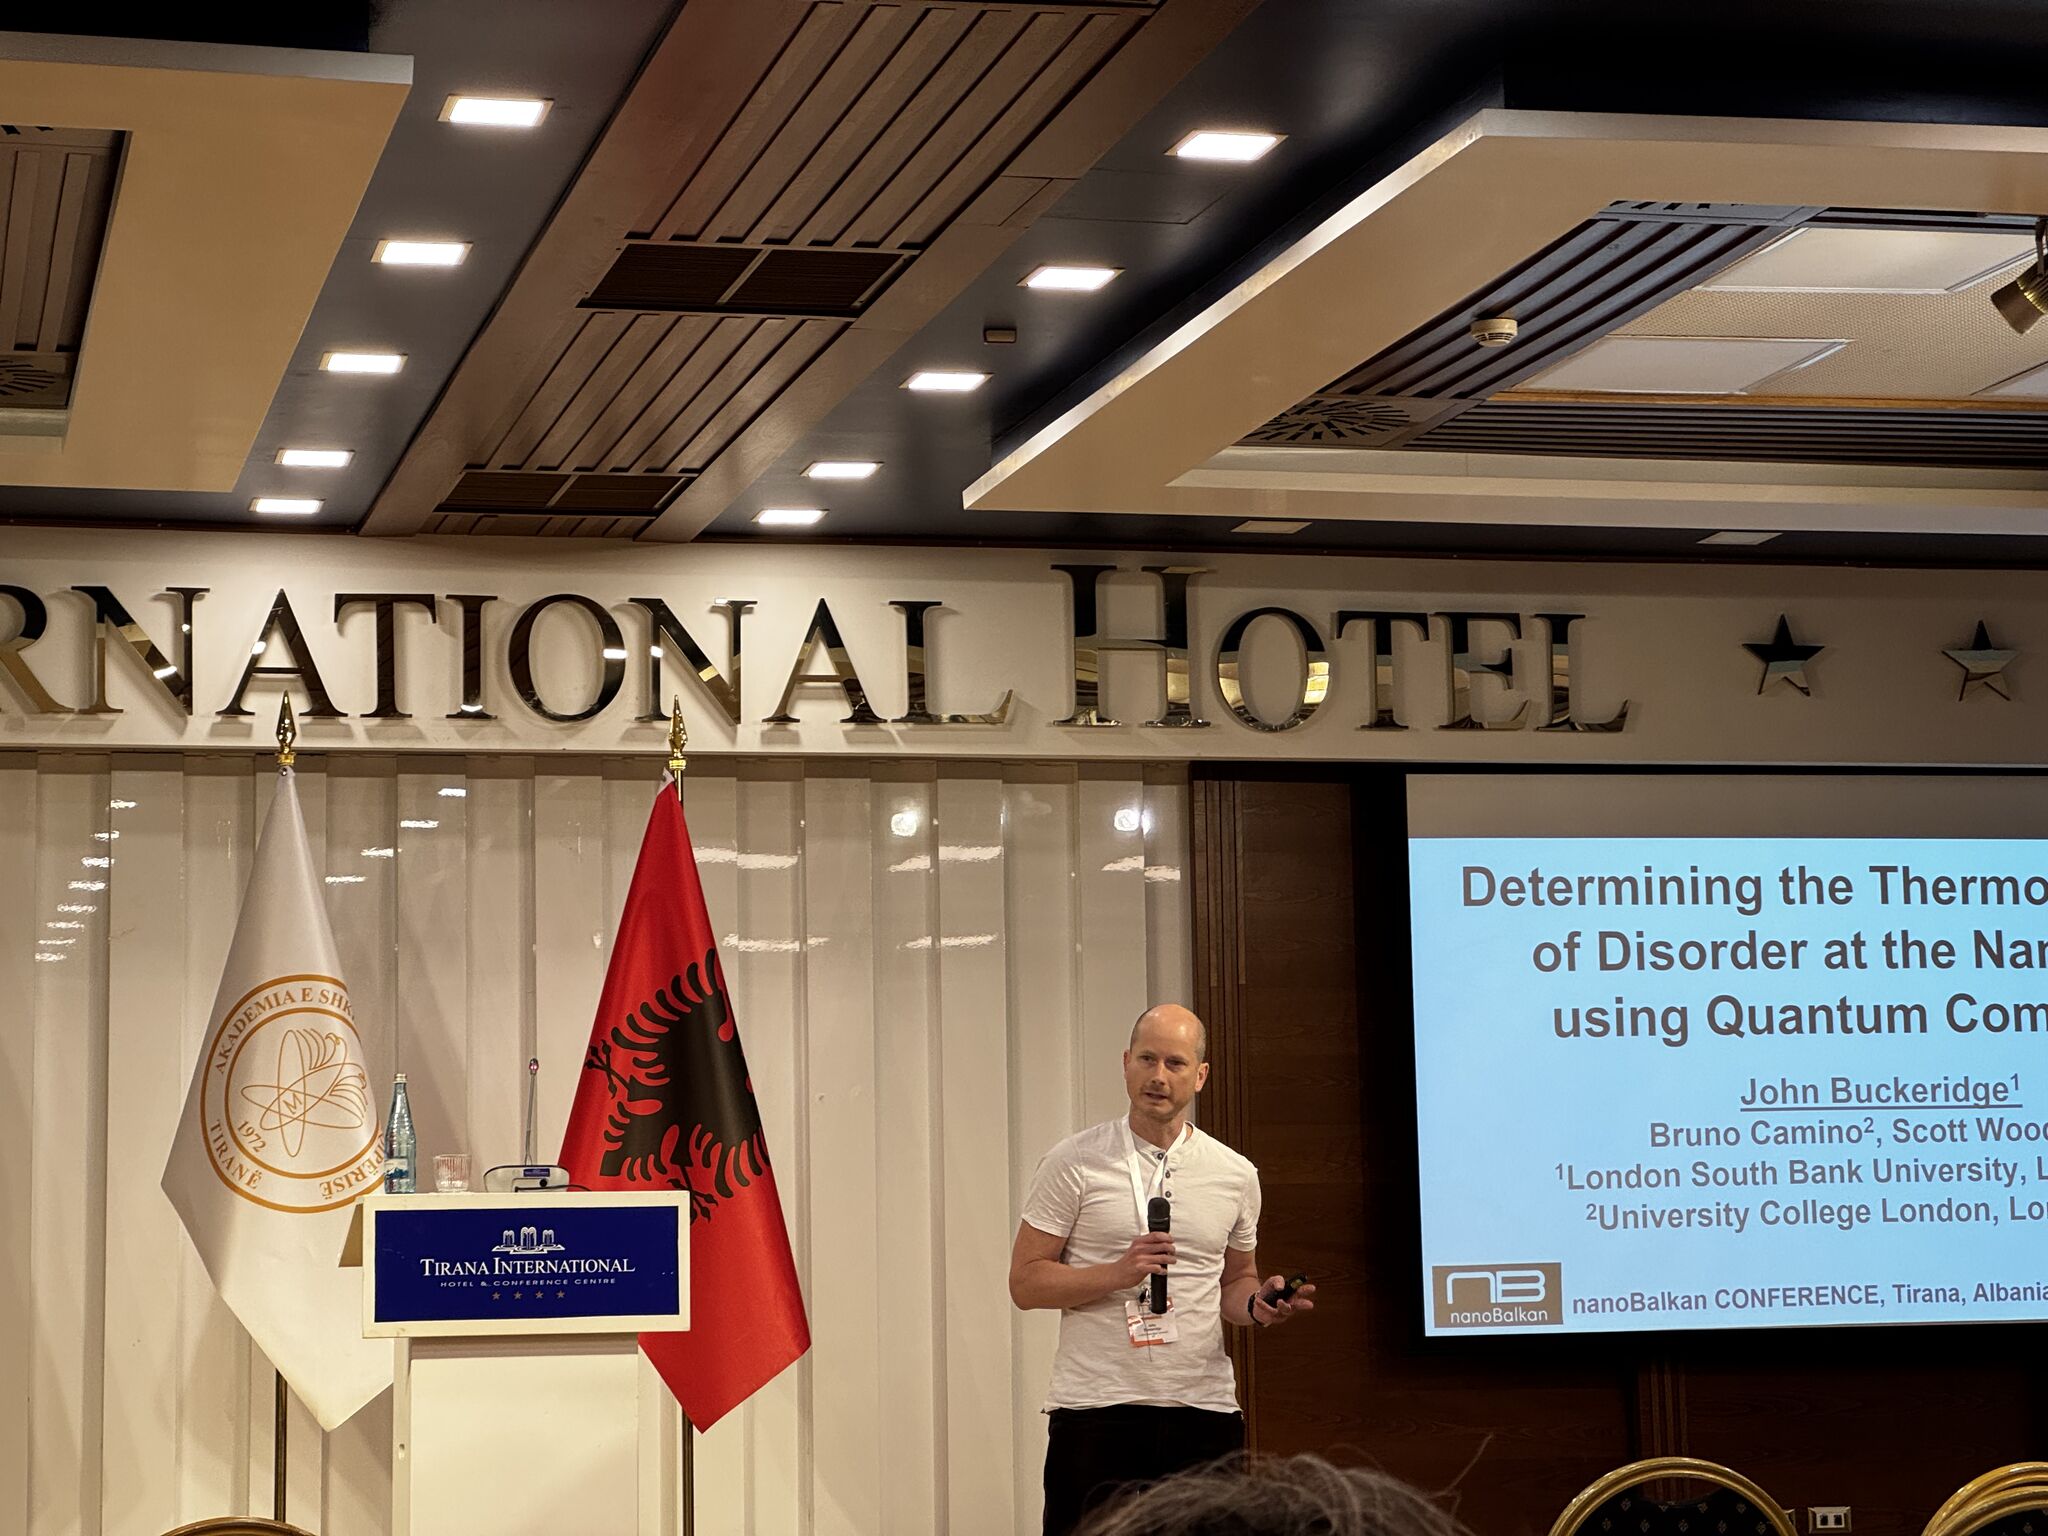 RNATIONAL HOTEL
Determining the Thermo
of Disorder at the Nan
using Quantum Com
John Buckeridge¹
Bruno Camino², Scott Wood
¹London South Bank University, L
²University College London, Lon
NB
nanoBalkan
nanoBalkan CONFERENCE, Tirana, Albania
AKADEMIA E SHK
PËRISË
1972
TIRANË
M
TIRANA INTERNATIONAL
HOTEL & CONFERENCE CENTRE